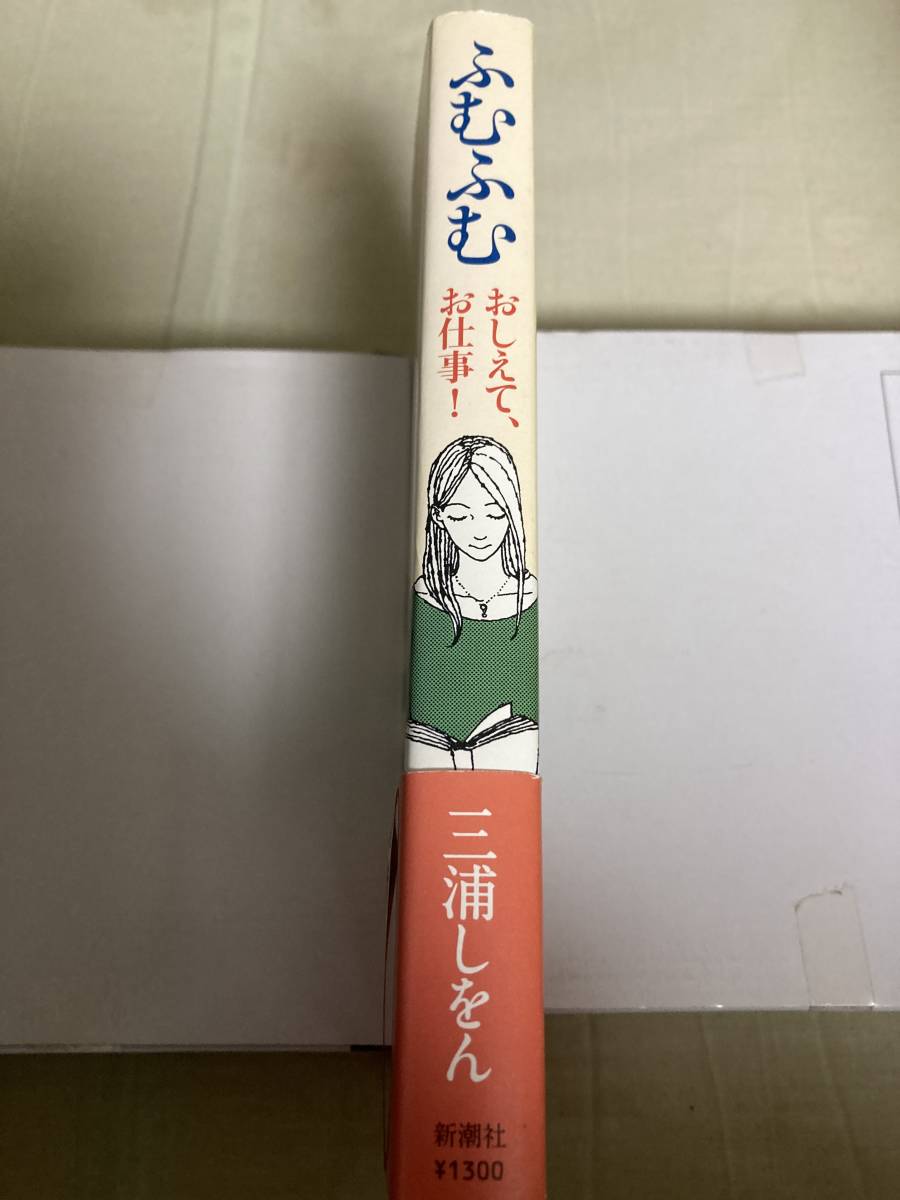 ふむふむ
おしえて、
お仕事！
三浦しをん
新潮社
¥1300